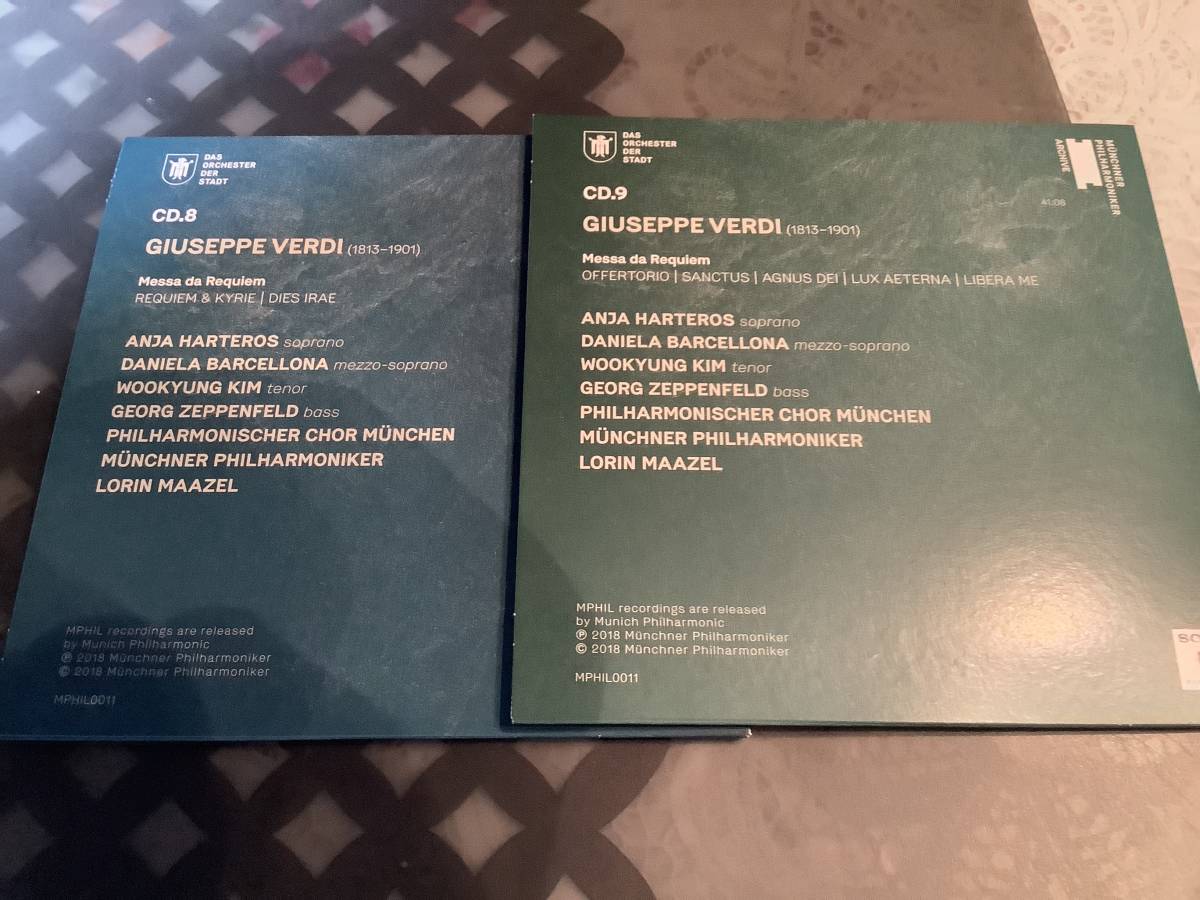 DAS
ORCHESTER
DER
STADT
CD.8
GIUSEPPE VERDI (1813–1901)
Messa da Requiem
REQUIEM & KYRIE | DIES IRAE
ANJA HARTEROS soprano
DANIELA BARCELLONA mezzo-soprano
WOOKYUNG KIM tenor
GEORG ZEPPENFELD bass
PHILHARMONISCHER CHOR MÜNCHEN
MÜNCHNER PHILHARMONIKER
LORIN MAAZEL
MPHIL recordings are released
by Munich Philharmonic
℗ 2018 Münchner Philharmoniker
© 2018 Münchner Philharmoniker
MPHIL0011
DAS
ORCHESTER
DER
STADT
MÜNCHNER
PHILHARMONIKER
ARCHIVE
41:06
CD.9
GIUSEPPE VERDI (1813–1901)
Messa da Requiem
OFFERTORIO | SANCTUS | AGNUS DEI | LUX AETERNA | LIBERA ME
ANJA HARTEROS soprano
DANIELA BARCELLONA mezzo-soprano
WOOKYUNG KIM tenor
GEORG ZEPPENFELD bass
PHILHARMONISCHER CHOR MÜNCHEN
MÜNCHNER PHILHARMONIKER
LORIN MAAZEL
MPHIL recordings are released
by Munich Philharmonic
℗ 2018 Münchner Philharmoniker
© 2018 Münchner Philharmoniker
MPHIL0011